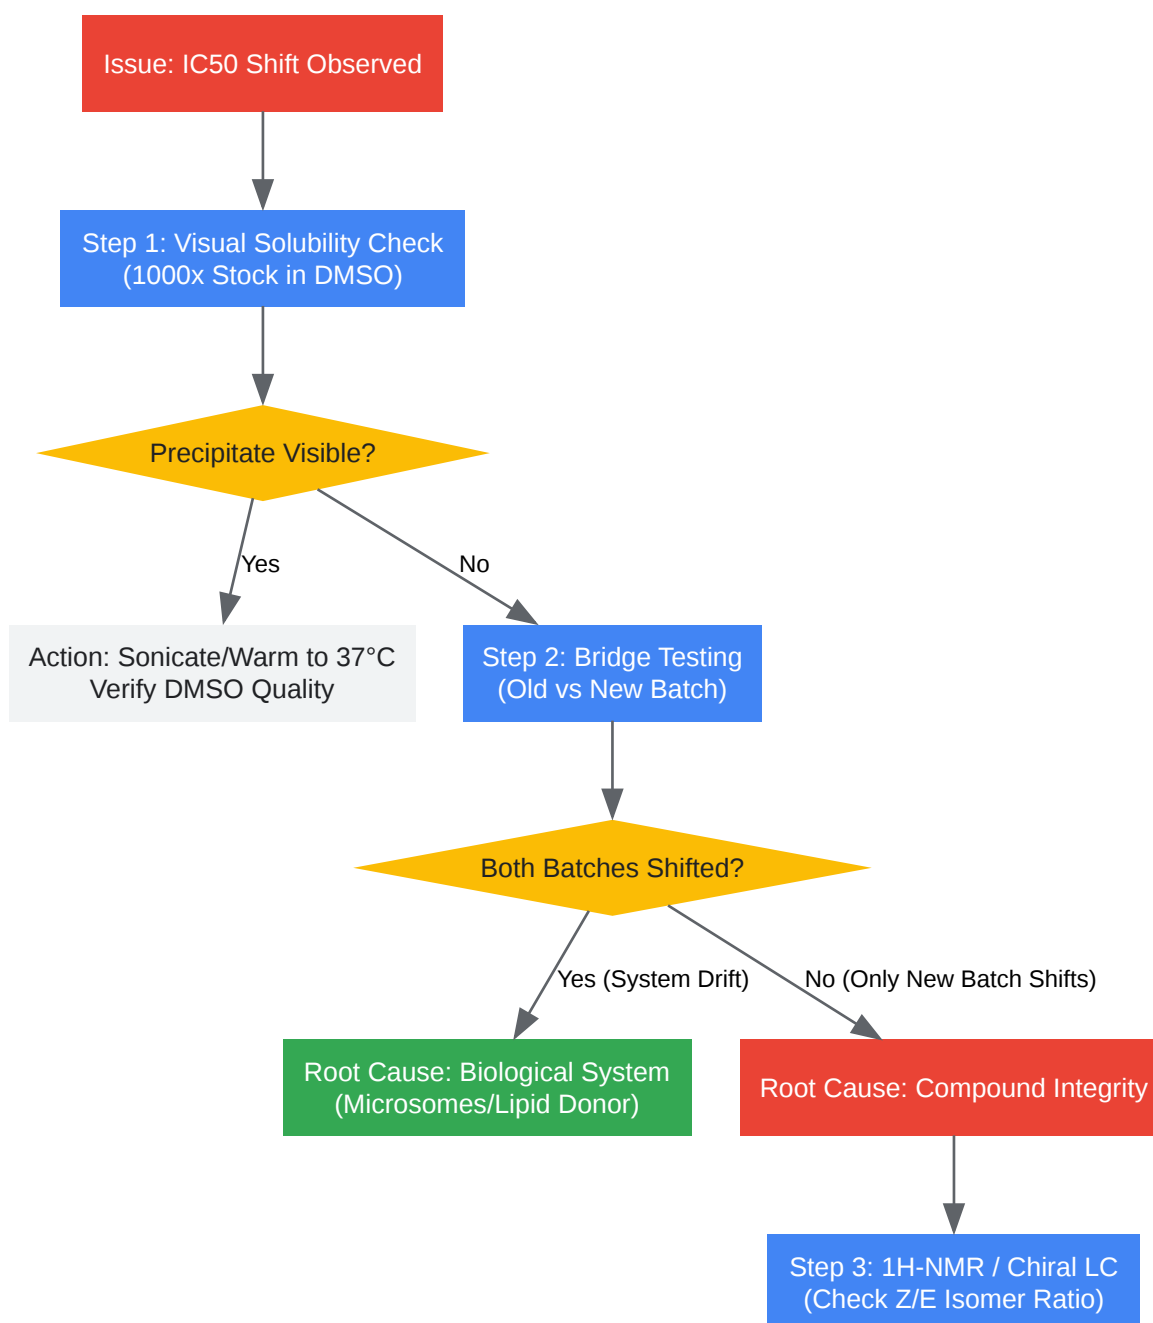 Issue: IC50 Shift Observed
Step 1: Visual Solubility Check
(1000x Stock in DMSO)
Precipitate Visible?
Yes
No
Action: Sonicate/Warm to 37°C
Verify DMSO Quality
Step 2: Bridge Testing
(Old vs New Batch)
Both Batches Shifted?
Yes (System Drift)
No (Only New Batch Shifts)
Root Cause: Biological System
(Microsomes/Lipid Donor)
Root Cause: Compound Integrity
Step 3: 1H-NMR / Chiral LC
(Check Z/E Isomer Ratio)